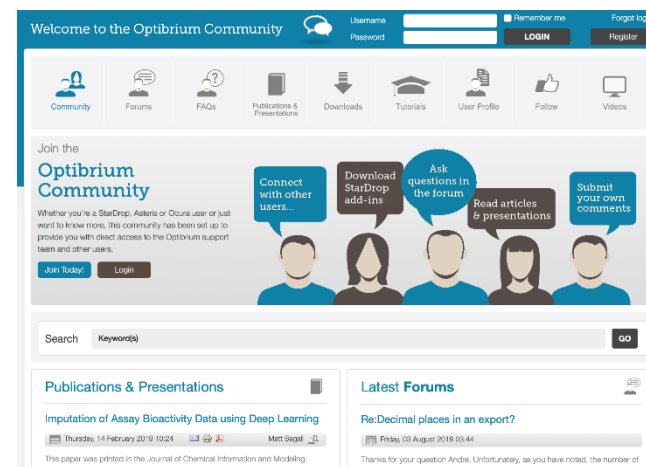 Welcome to the Optibrium Community
Username
Password
Remember me
LOGIN
Forgot log
Register
Community
Forums
FAQs
Publications &
Presentations
Downloads
Tutorials
User Profile
Follow
Videos
Join the
Optibrium
Community
Whether you're a StarDrop, Asteris or Ocura user or just
want to know more, this community has been set up to
provide you with direct access to the Optibrium support
team and other users.
Join Today!
Login
Connect
with other
users...
Download
StarDrop
add-ins
Ask
questions in
the forum
Read articles
& presentations
Submit
your own
comments
Search
Keyword(s)
GO
Publications & Presentations
Imputation of Assay Bioactivity Data using Deep Learning
Thursday, 14 February 2019 10:24
Matt Segall
This paper was printed in the Journal of Chemical Information and Modeling.
Latest Forums
Re:Decimal places in an export?
Friday, 03 August 2018 03:44
Thanks for your question Andre. Unfortunately, as you have noted, the number of